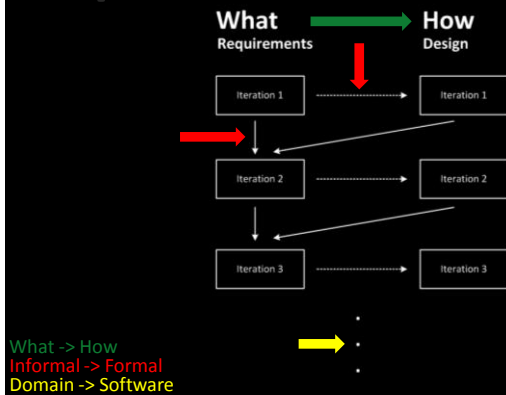 What How
Requirements Design
Iteration 1 Iteration 1
Iteration 2 Iteration 2
Iteration 3 Iteration 3
What -> How
Informal -> Formal
Domain -> Software